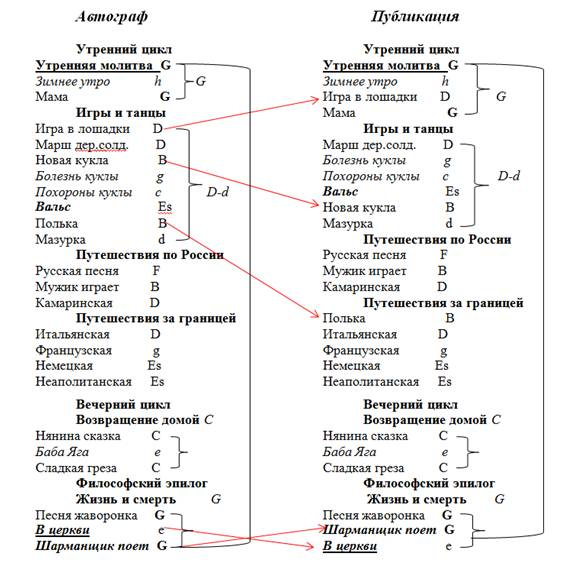 Автограф
Утренний цикл
Утренняя молитва G
Зимнее утро h
G
Мама G
Игры и танцы
Игра в лошадки D
Марш дер.солд. D
Новая кукла B
Болезнь куклы g
Похороны куклы c
D-d
Вальс Es
Полька B
Мазурка d
Путешествия по России
Русская песня F
Мужик играет B
Камаринская D
Путешествия за границей
Итальянская D
Французская g
Немецкая Es
Неаполитанская Es
Вечерний цикл
Возвращение домой C
Нянина сказка C
Баба Яга e
Сладкая греза C
Философский эпилог
Жизнь и смерть G
Песня жаворонка G
В церкви e
Шарманщик поет G
Публикация
Утренний цикл
Утренняя молитва G
Зимнее утро h
Игра в лошадки D G
Мама G
Игры и танцы
Марш дер.солд. D
Болезнь куклы g
Похороны куклы c D-d
Вальс Es
Новая кукла B
Мазурка d
Путешествия по России
Русская песня F
Мужик играет B
Камаринская D
Путешествия за границей
Полька B
Итальянская D
Французская g
Немецкая Es
Неаполитанская Es
Вечерний цикл
Возвращение домой C
Нянина сказка C
Баба Яга e
Сладкая греза C
Философский эпилог
Жизнь и смерть G
Песня жаворонка G
Шарманщик поет G
В церкви e